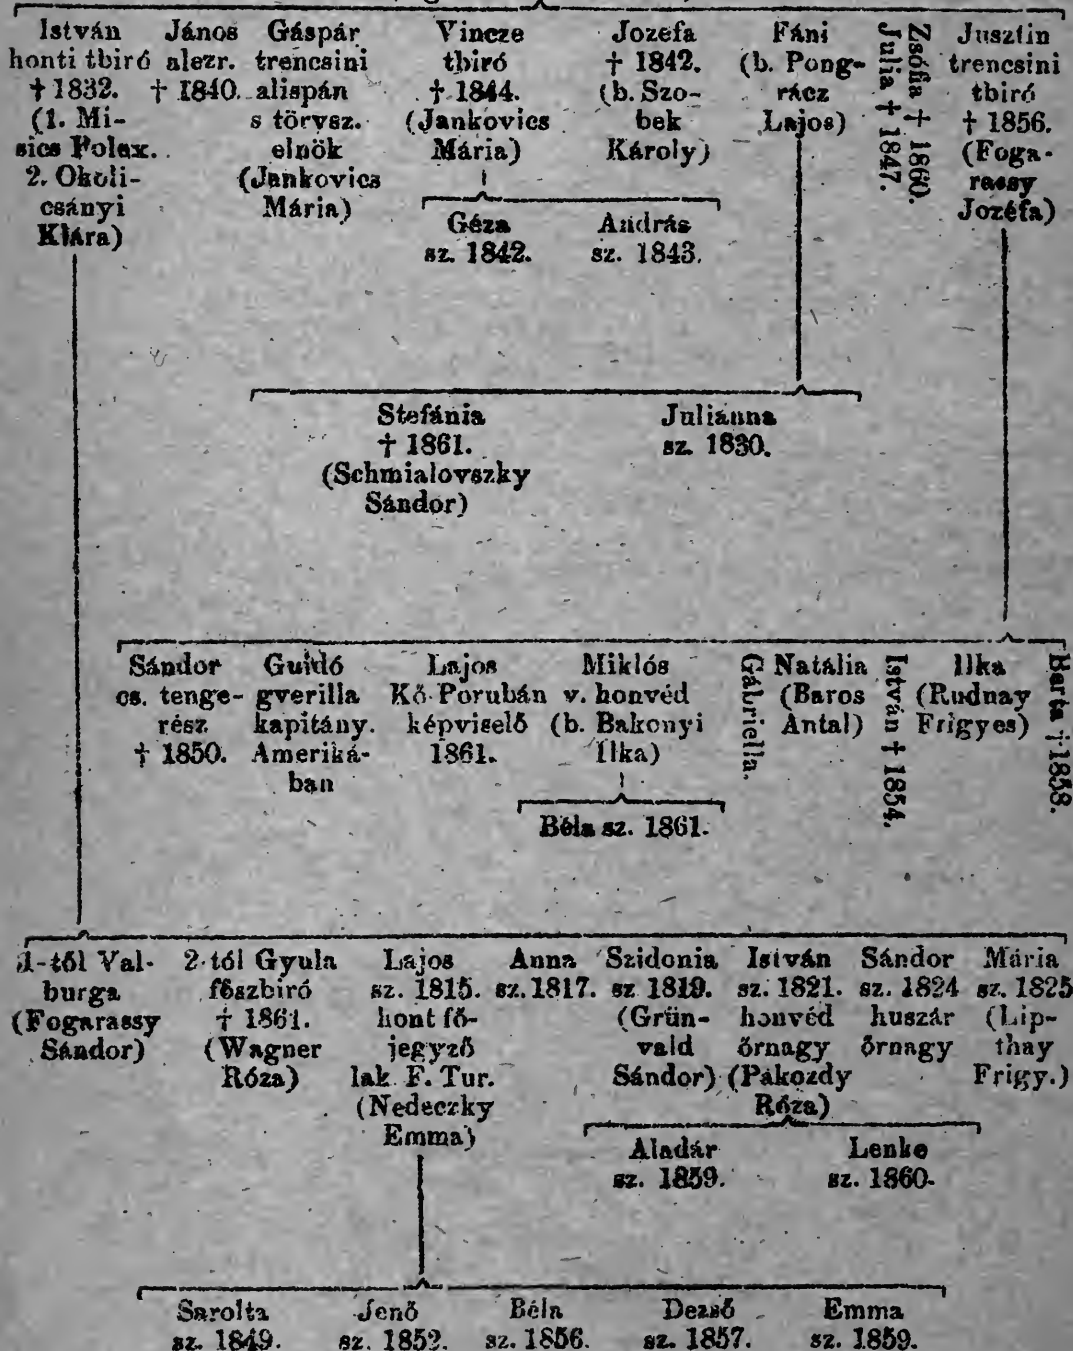 István
honti tbiró
† 1832.
(1. Mi-
sics Polex.
2. Okoli-
csányi
Klára)
János
alezr.
† 1840.
Gáspár
trencsini
alispán
s törvsz.
elnök
(Jankovics
Mária)
Vincze
tbiró
† 1844.
(Jankovics
Mária)
Jozefa
† 1842.
(b. Szo-
bek
Károly)
Fáni
(b. Pong-
rácz
Lajos)
Zsófia † 1860.
Julia † 1847.
Jusztin
trencsini
tbiró
† 1856.
(Foga-
rassy
Jozéfa)
Géza
sz. 1842.
András
sz. 1843.
Stefánia
† 1861.
(Schmialovszky
Sándor)
Juliánna
sz. 1830.
Sándor
cs. tenge-
rész
† 1850.
Guidó
gverilla
kapitány.
Ameriká-
ban
Lajos
Kő-Porubán
képviselő
1861.
Miklós
v. honvéd
(b. Bakonyi
Ilka)
Gábriella.
Natália
(Baros
Antal)
István † 1854.
Ilka
(Rudnay
Frigyes)
Barta † 1858.
Béla sz. 1861.
1-től Val-
burga
(Fogarassy
Sándor)
2-tól Gyula
főszbiró
† 1861.
(Wagner
Róza)
Lajos
sz. 1815.
hont fő-
jegyző
lak. F. Tur.
(Nedeczky
Emma)
Anna
sz. 1817.
Szidonia
sz 1819.
(Grün-
vald
Sándor)
István
sz. 1821.
honvéd
őrnagy
(Pákozdy
Róza)
Sándor
sz. 1824
huszár
őrnagy
Mária
sz. 1825
(Lip-
thay
Frigy.)
Aladár
sz. 1859.
Lenke
sz. 1860.
Sarolta
sz. 1849.
Jenő
sz. 1852.
Béla
sz. 1856.
Dezső
sz. 1857.
Emma
sz. 1859.